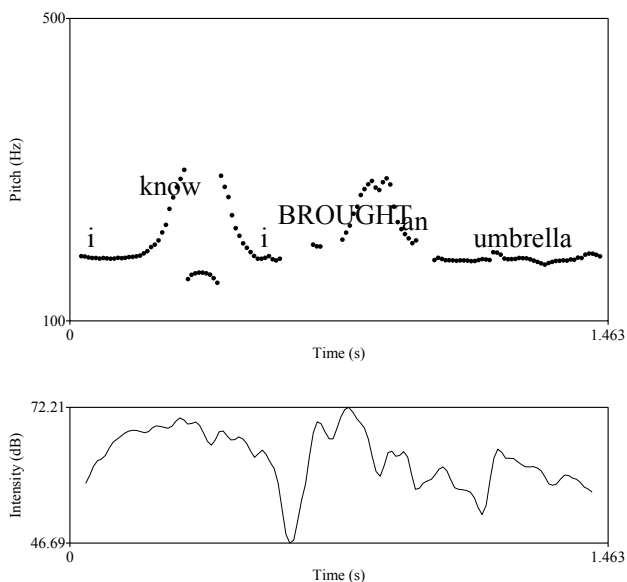 500
Pitch (Hz)
know
BROUGHT
an
i
i
umbrella
100
0
1.463
Time (s)
72.21
Intensity (dB)
46.69
0
1.463
Time (s)